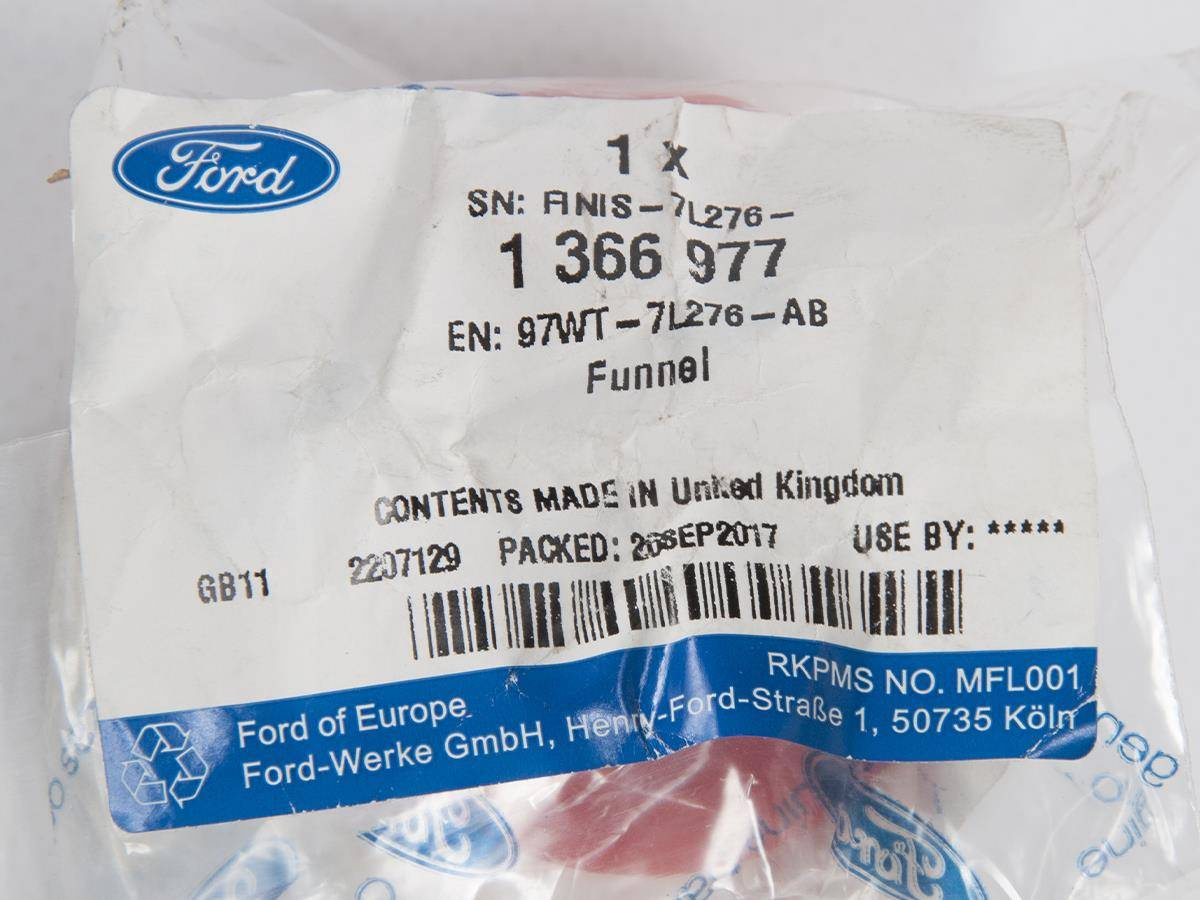 Ford
1 x
SN: FINIS-7L276-
1 366 977
EN: 97WT-7L276-AB
Funnel
CONTENTS MADE IN United Kingdom
GB11 2207129 PACKED: 26SEP2017 USE BY: *****
RKPMS NO. MFL001
Ford of Europe
Ford-Werke GmbH, Henry-Ford-Straße 1, 50735 Köln
Ford
Ford